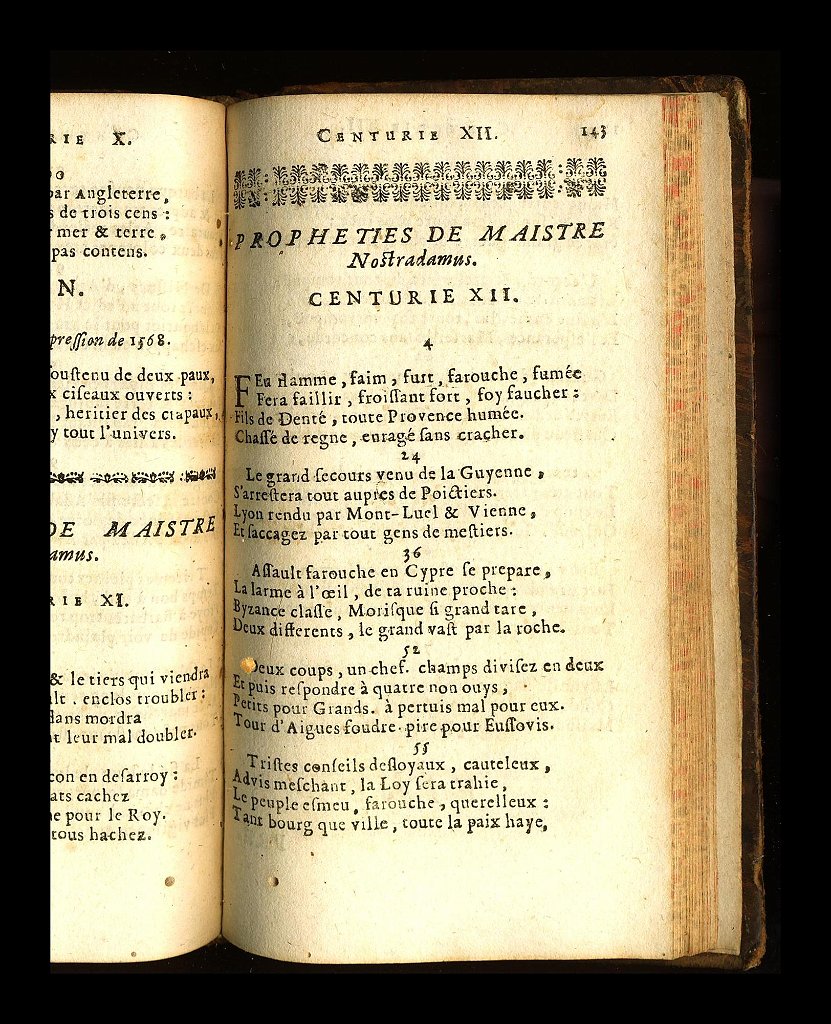 RIE X.
par Angleterre,
s de trois cens :
mer & terre,
pas contens.
N.
pression de 1568.
oustenu de deux paux,
x ciseaux ouverts :
, heritier des crapaux,
y tout l'univers.
DE MAISTRE
amus.
RIE XI.
& le tiers qui viendra
lt . enclos troubler :
dans mordra
nt leur mal doubler.
con en desarroy :
ats cachez
ne pour le Roy.
tous hachez.
CENTURIE XII. 143
PROPHETIES DE MAISTRE
Nostradamus.
CENTURIE XII.
4
FEu flamme, faim, furt, farouche, fumée
Fera faillir, froissant fort, foy faucher :
Fils de Denté, toute Provence humée.
Chassé de regne, enragé sans cracher.
24
Le grand secours venu de la Guyenne,
S'arrestera tout aupres de Poictiers.
Lyon rendu par Mont-Luel & Vienne,
Et saccagez par tout gens de mestiers.
36
Assault farouche en Cypre se prepare,
La larme à l'œil, de ta ruine proche :
Byzance classe, Morisque si grand tare,
Deux differents, le grand vast par la roche.
52
Deux coups, un chef. champs divisez en deux
Et puis respondre à quatre non ouys,
Petits pour Grands. à pertuis mal pour eux.
Tour d'Aigues foudre. pire pour Eussovis.
55
Tristes conseils desloyaux, cauteleux,
Advis meschant, la Loy sera trahie,
Le peuple esmeu, farouche, querelleux :
Tant bourg que ville, toute la paix haye,